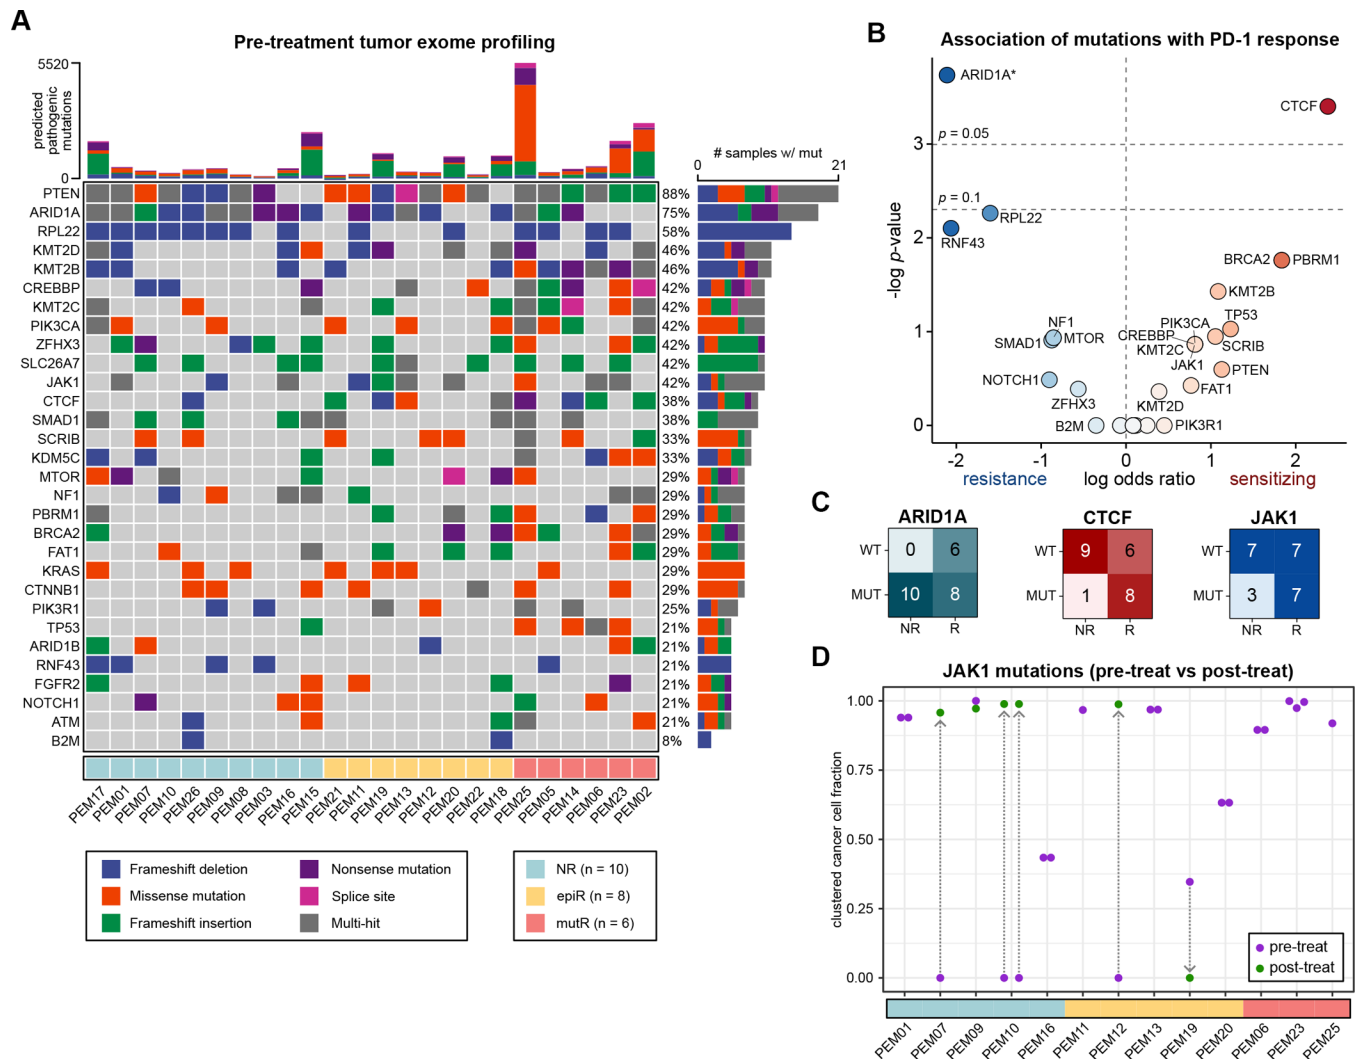 A
Pre-treatment tumor exome profiling
5520
0
predicted
pathogenic
mutations
# samples w/ mut
0 21
PTEN 88%
ARID1A 75%
RPL22 58%
KMT2D 46%
KMT2B 46%
CREBBP 42%
KMT2C 42%
PIK3CA 42%
ZFHX3 42%
SLC26A7 42%
JAK1 42%
CTCF 38%
SMAD1 38%
SCRIB 33%
KDM5C 33%
MTOR 29%
NF1 29%
PBRM1 29%
BRCA2 29%
FAT1 29%
KRAS 29%
CTNNB1 29%
PIK3R1 25%
TP53 21%
ARID1B 21%
RNF43 21%
FGFR2 21%
NOTCH1 21%
ATM 21%
B2M 8%
PEM17 PEM01 PEM07 PEM10 PEM26 PEM09 PEM08 PEM03 PEM16 PEM15 PEM21 PEM11 PEM19 PEM13 PEM12 PEM20 PEM22 PEM18 PEM25 PEM05 PEM14 PEM06 PEM23 PEM02
Frameshift deletion Nonsense mutation
Missense mutation Splice site
Frameshift insertion Multi-hit
NR (n = 10)
epiR (n = 8)
mutR (n = 6)
B
Association of mutations with PD-1 response
ARID1A*
CTCF
p = 0.05
p = 0.1
RPL22
RNF43
BRCA2 PBRM1
KMT2B
PIK3CA TP53
NF1
CREBBP
SMAD1 MTOR
KMT2C SCRIB
JAK1
PTEN
NOTCH1
FAT1
ZFHX3
KMT2D
B2M PIK3R1
3
2
1
0
-log p-value
-2 -1 0 1 2
resistance log odds ratio sensitizing
C
ARID1A
WT 0 6
MUT 10 8
NR R
CTCF
WT 9 6
MUT 1 8
NR R
JAK1
WT 7 7
MUT 3 7
NR R
D
JAK1 mutations (pre-treat vs post-treat)
1.00
0.75
0.50
0.25
0.00
clustered cancer cell fraction
pre-treat
post-treat
PEM01 PEM07 PEM09 PEM10 PEM16 PEM11 PEM12 PEM13 PEM19 PEM20 PEM06 PEM23 PEM25